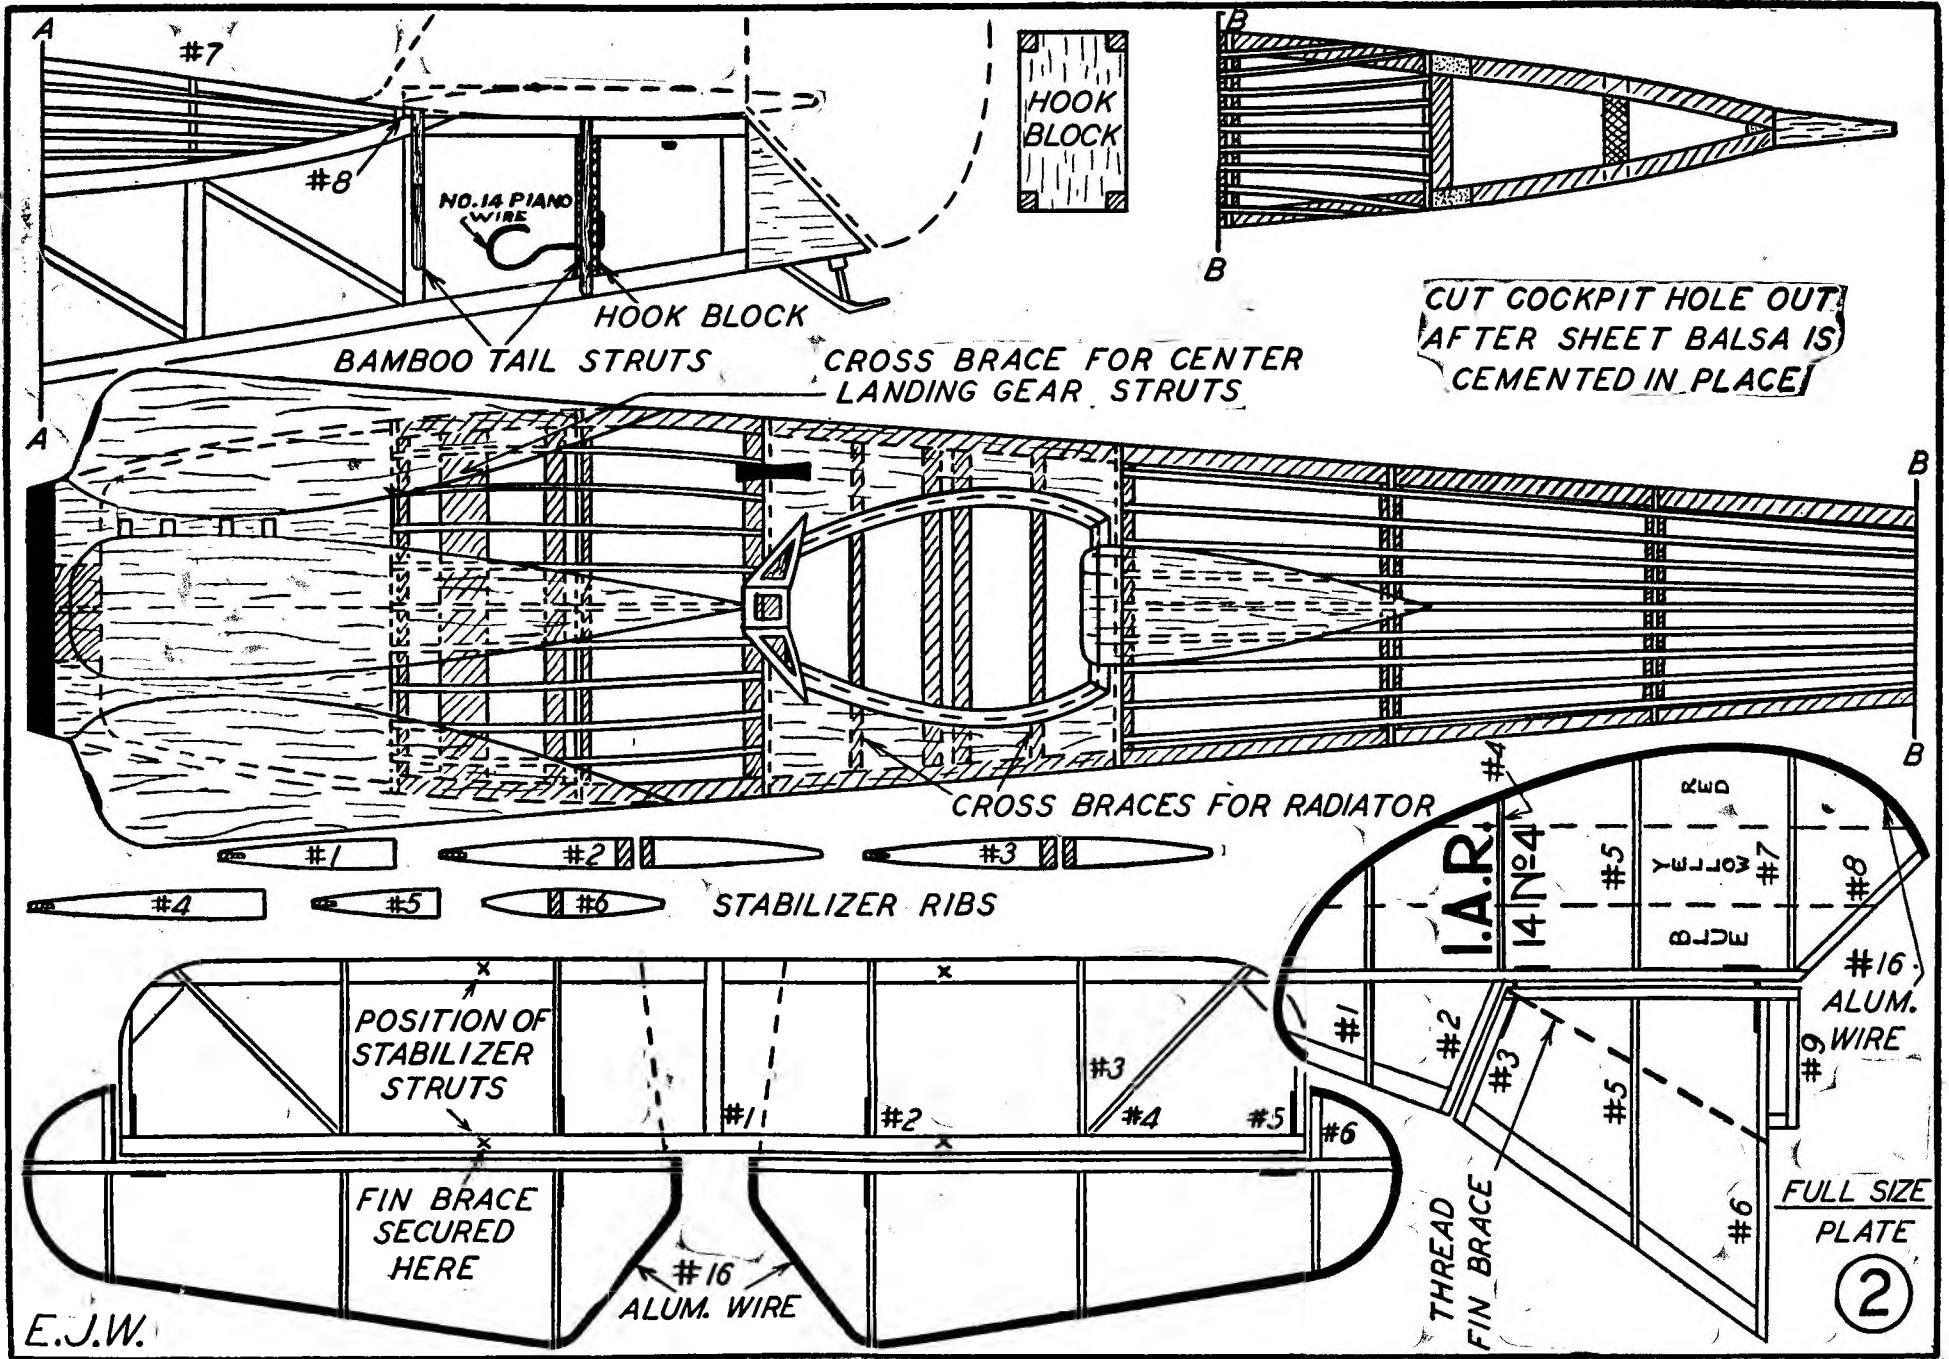 A
#7
#8
NO.14 PIANO
WIRE
HOOK BLOCK
BAMBOO TAIL STRUTS
A
HOOK
BLOCK
B
B
CUT COCKPIT HOLE OUT
AFTER SHEET BALSA IS
CEMENTED IN PLACE
CROSS BRACE FOR CENTER
LANDING GEAR STRUTS
B
B
CROSS BRACES FOR RADIATOR
#1
#2
#3
#4
#5
#6
STABILIZER RIBS
POSITION OF
STABILIZER
STRUTS
x
x
x
x
#1
#2
#3
#4
#5
#6
FIN BRACE
SECURED
HERE
#16
ALUM. WIRE
E.J.W.
#4
I.A.R.
14 Nº 4
RED
YELLOW
BLUE
#5
#7
#8
#16
ALUM.
WIRE
#1
#2
#3
#5
#6
#9
THREAD
FIN BRACE
FULL SIZE
PLATE
2